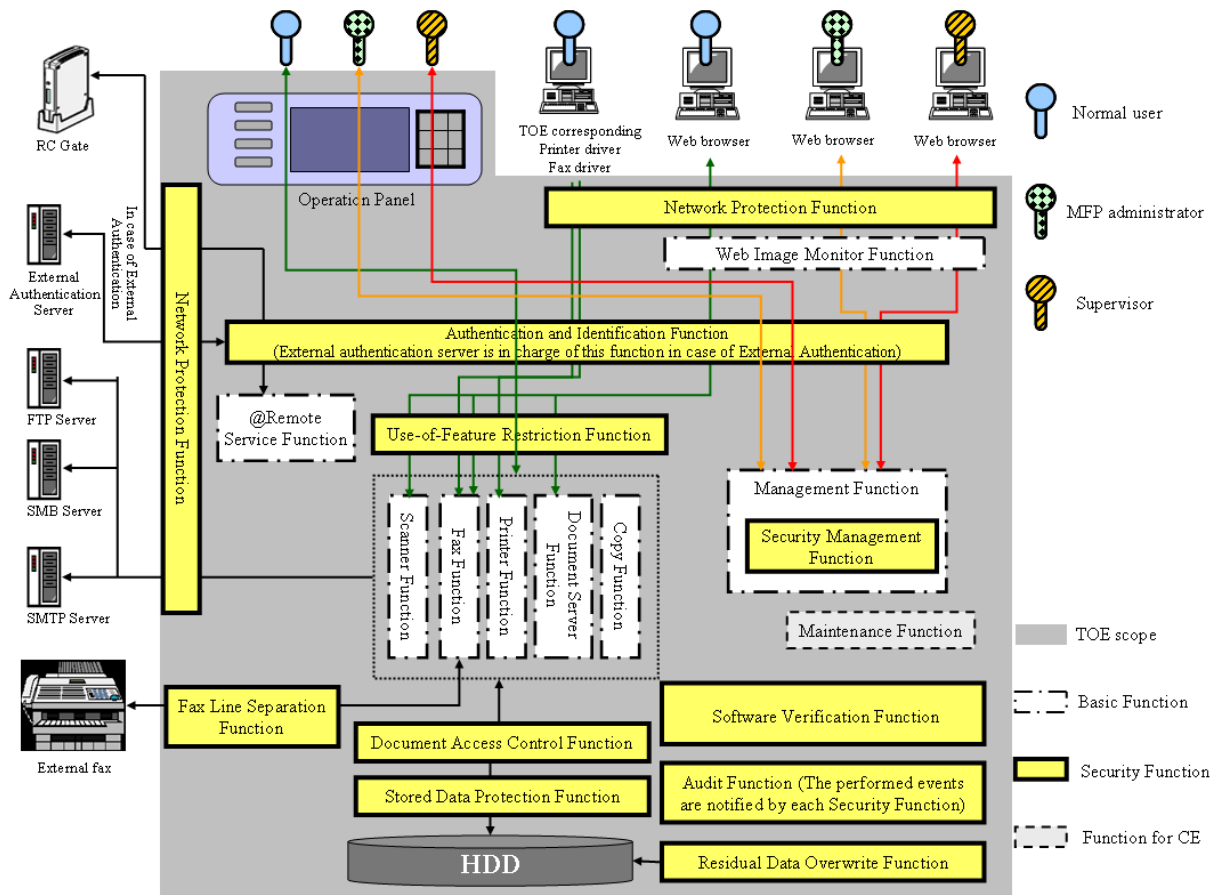 RC Gate
Operation Panel
TOE corresponding
Printer driver
Fax driver
Web browser
Web browser
Web browser
Normal user
MFP administrator
Supervisor
In case of External
Authentication
External
Authentication
Server
Network Protection Function
Network Protection Function
Web Image Monitor Function
Authentication and Identification Function
(External authentication server is in charge of this function in case of External Authentication)
FTP Server
@Remote
Service Function
Use-of-Feature Restriction Function
SMB Server
SMTP Server
Scanner Function
Fax Function
Printer Function
Document Server
Function
Copy Function
Management Function
Security Management
Function
Maintenance Function
TOE scope
External fax
Fax Line Separation
Function
Document Access Control Function
Stored Data Protection Function
HDD
Software Verification Function
Audit Function (The performed events
are notified by each Security Function)
Residual Data Overwrite Function
Basic Function
Security Function
Function for CE